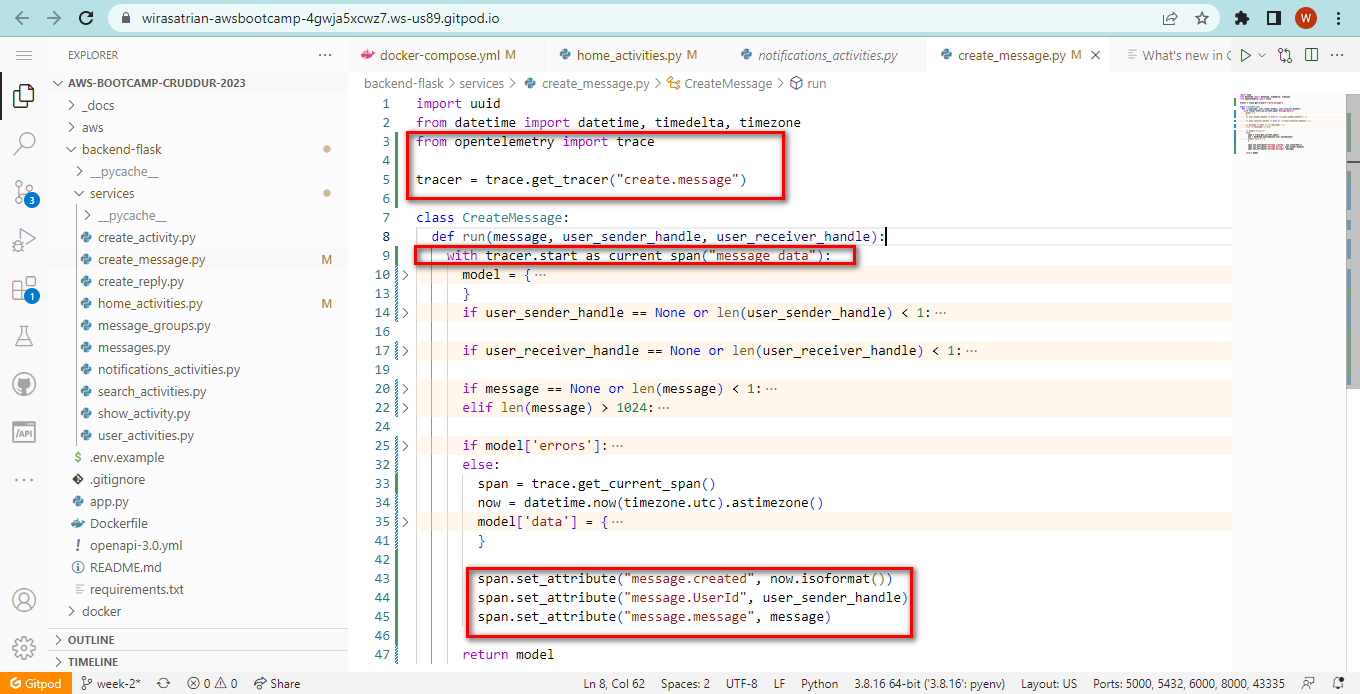 wirasatrian-awsbootcamp-4gwja5xcwz7.ws-us89.gitpod.io
W
EXPLORER
AWS-BOOTCAMP-CRUDDUR-2023
_docs
aws
backend-flask
__pycache__
services
__pycache__
create_activity.py
create_message.py M
create_reply.py
home_activities.py M
message_groups.py
messages.py
notifications_activities.py
search_activities.py
show_activity.py
user_activities.py
.env.example
.gitignore
app.py
Dockerfile
openapi-3.0.yml
README.md
requirements.txt
docker
OUTLINE
TIMELINE
3
1
/API
docker-compose.yml M
home_activities.py M
notifications_activities.py
create_message.py M
What's new in
backend-flask > services > create_message.py > CreateMessage > run
1 import uuid
2 from datetime import datetime, timedelta, timezone
3 from opentelemetry import trace
4
5 tracer = trace.get_tracer("create.message")
6
7 class CreateMessage:
8 def run(message, user_sender_handle, user_receiver_handle):
9 with tracer.start_as_current_span("message_data"):
10 model = {⋯
13 }
14 if user_sender_handle == None or len(user_sender_handle) < 1:⋯
16
17 if user_receiver_handle == None or len(user_receiver_handle) < 1:⋯
19
20 if message == None or len(message) < 1:⋯
22 elif len(message) > 1024:⋯
24
25 if model['errors']:⋯
32 else:
33 span = trace.get_current_span()
34 now = datetime.now(timezone.utc).astimezone()
35 model['data'] = {⋯
41 }
42
43 span.set_attribute("message.created", now.isoformat())
44 span.set_attribute("message.UserId", user_sender_handle)
45 span.set_attribute("message.message", message)
46
47 return model
Gitpod
week-2*
0
0
Share
Ln 8, Col 62
Spaces: 2
UTF-8
LF
Python
3.8.16 64-bit ('3.8.16': pyenv)
Layout: US
Ports: 5000, 5432, 6000, 8000, 43335